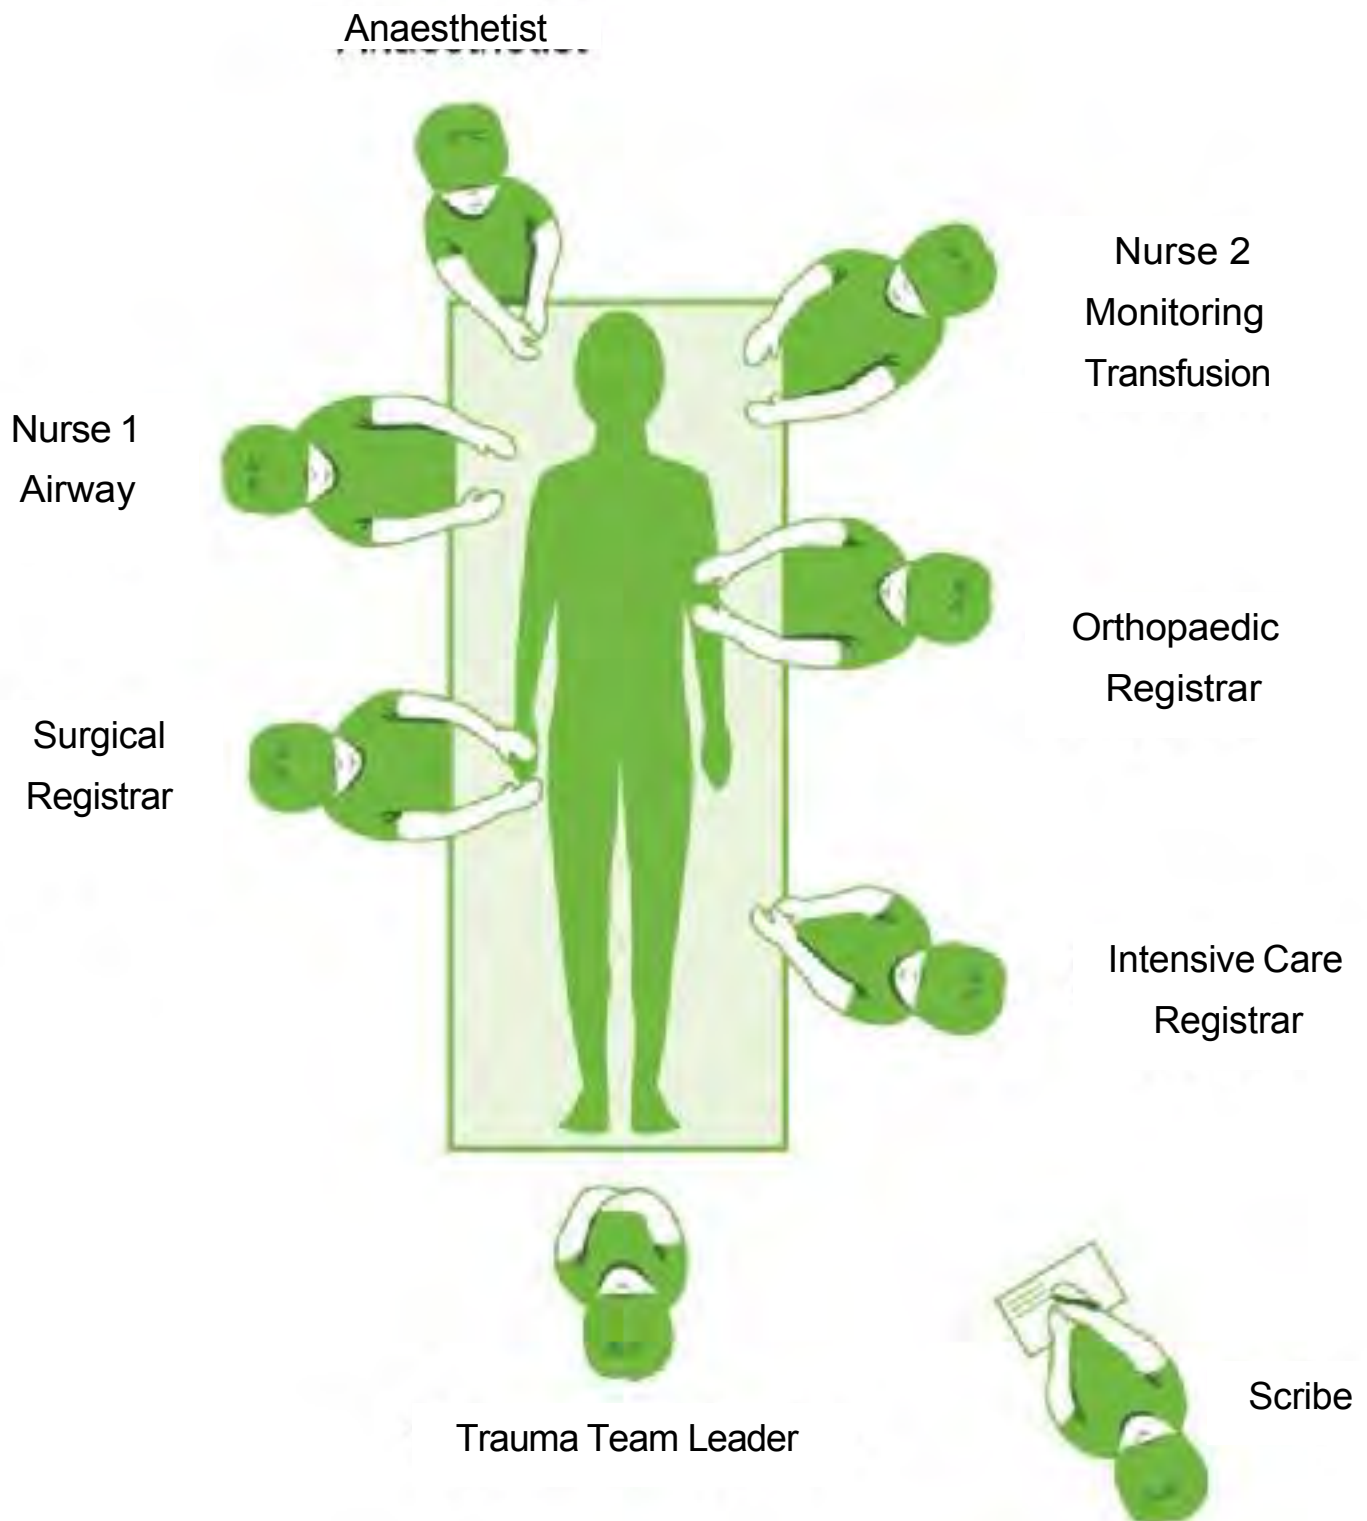 Anaesthetist
Nurse 2
Monitoring
Transfusion
Nurse 1
Airway
Orthopaedic
Registrar
Surgical
Registrar
Intensive Care
Registrar
Scribe
Trauma Team Leader